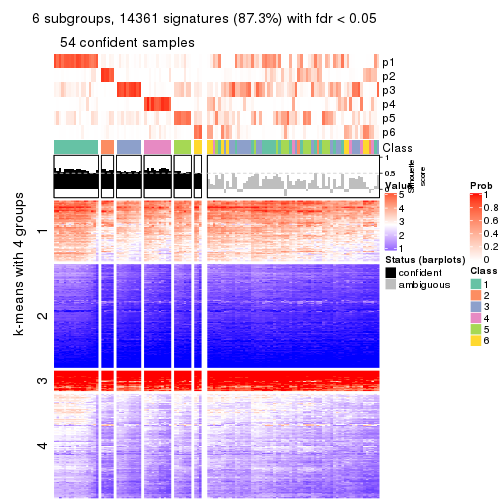 6 subgroups, 14361 signatures (87.3%) with fdr < 0.05
54 confident samples
p1
p2
p3
p4
p5
p6
Class
1
0.5
0
Silhouette
score
k-means with 4 groups
1
2
3
4
Value
5
4
3
2
1
Status (barplots)
confident
ambiguous
Prob
1
0.8
0.6
0.4
0.2
0
Class
1
2
3
4
5
6